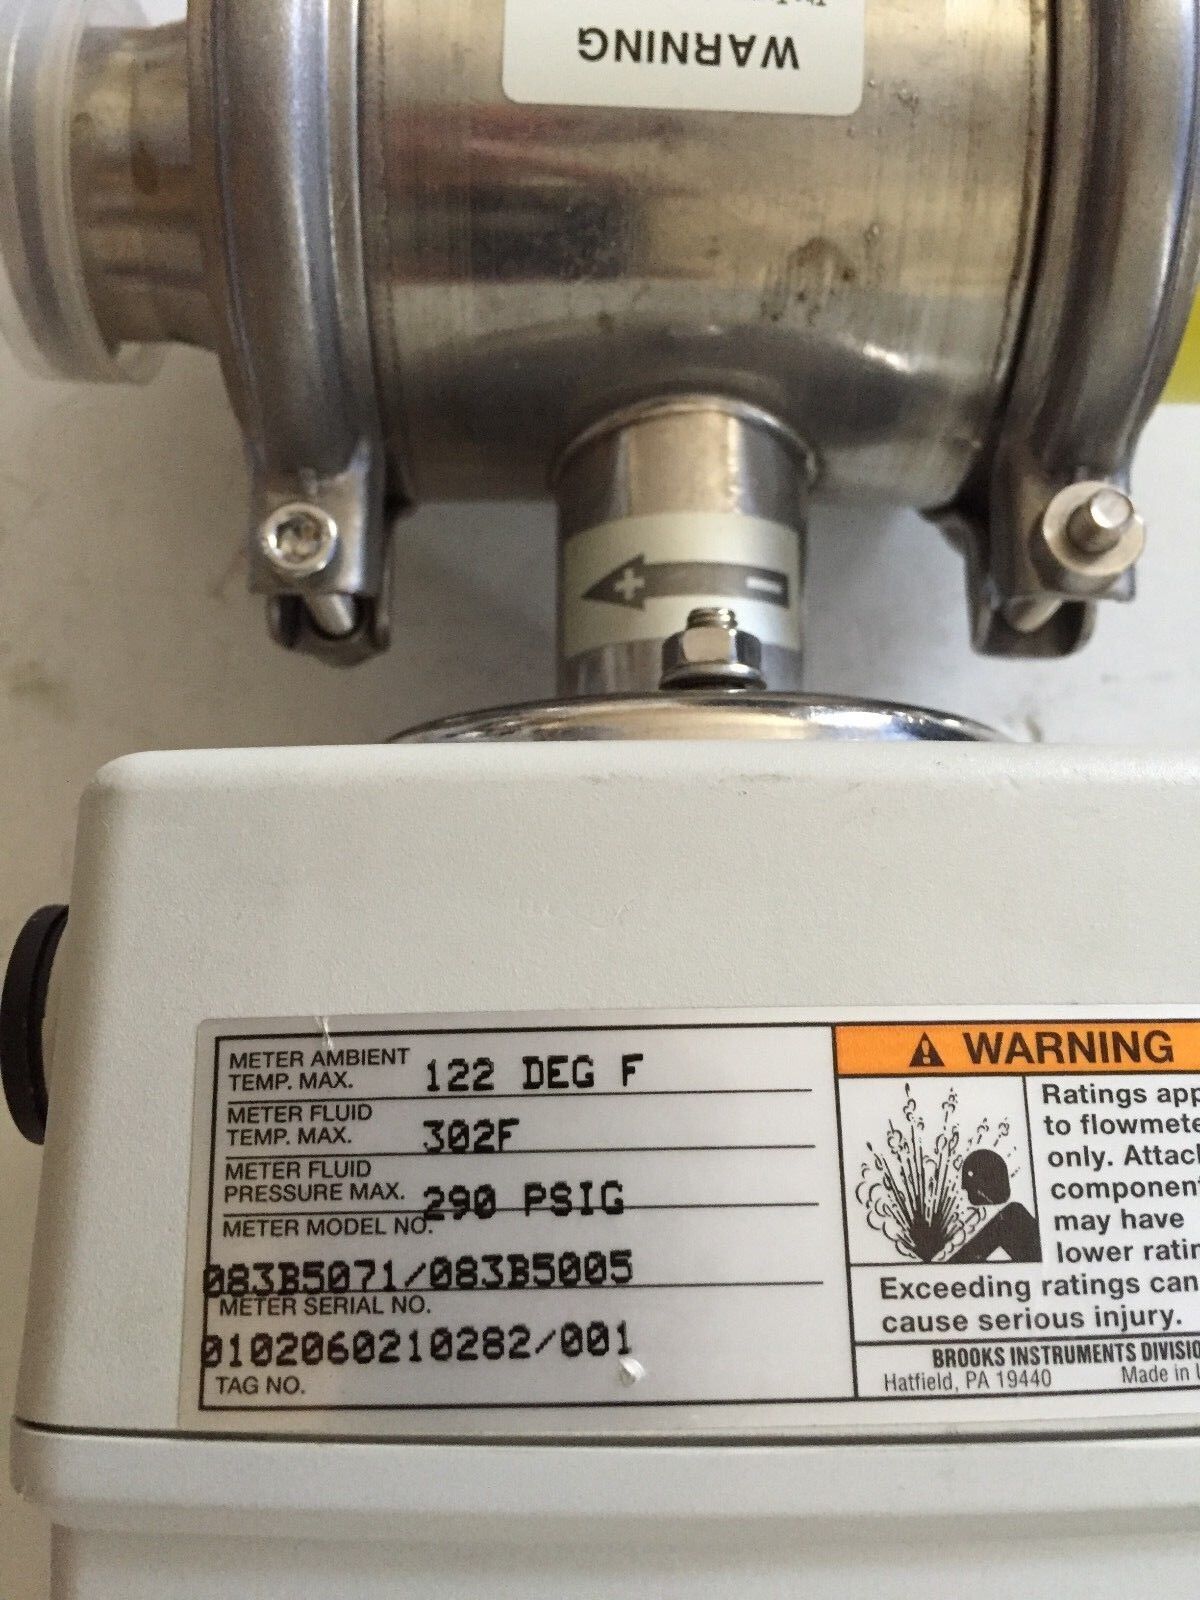 WARNING
+ −
METER AMBIENT
TEMP. MAX. 122 DEG F
METER FLUID
TEMP. MAX. 302F
METER FLUID
PRESSURE MAX. 290 PSIG
METER MODEL NO.
083B5071/083B5005
METER SERIAL NO.
0102060210282/001
TAG NO.
WARNING
Ratings app
to flowmete
only. Attac
component
may have
lower ratin
Exceeding ratings can
cause serious injury.
BROOKS INSTRUMENTS DIVISIO
Hatfield, PA 19440 Made in U